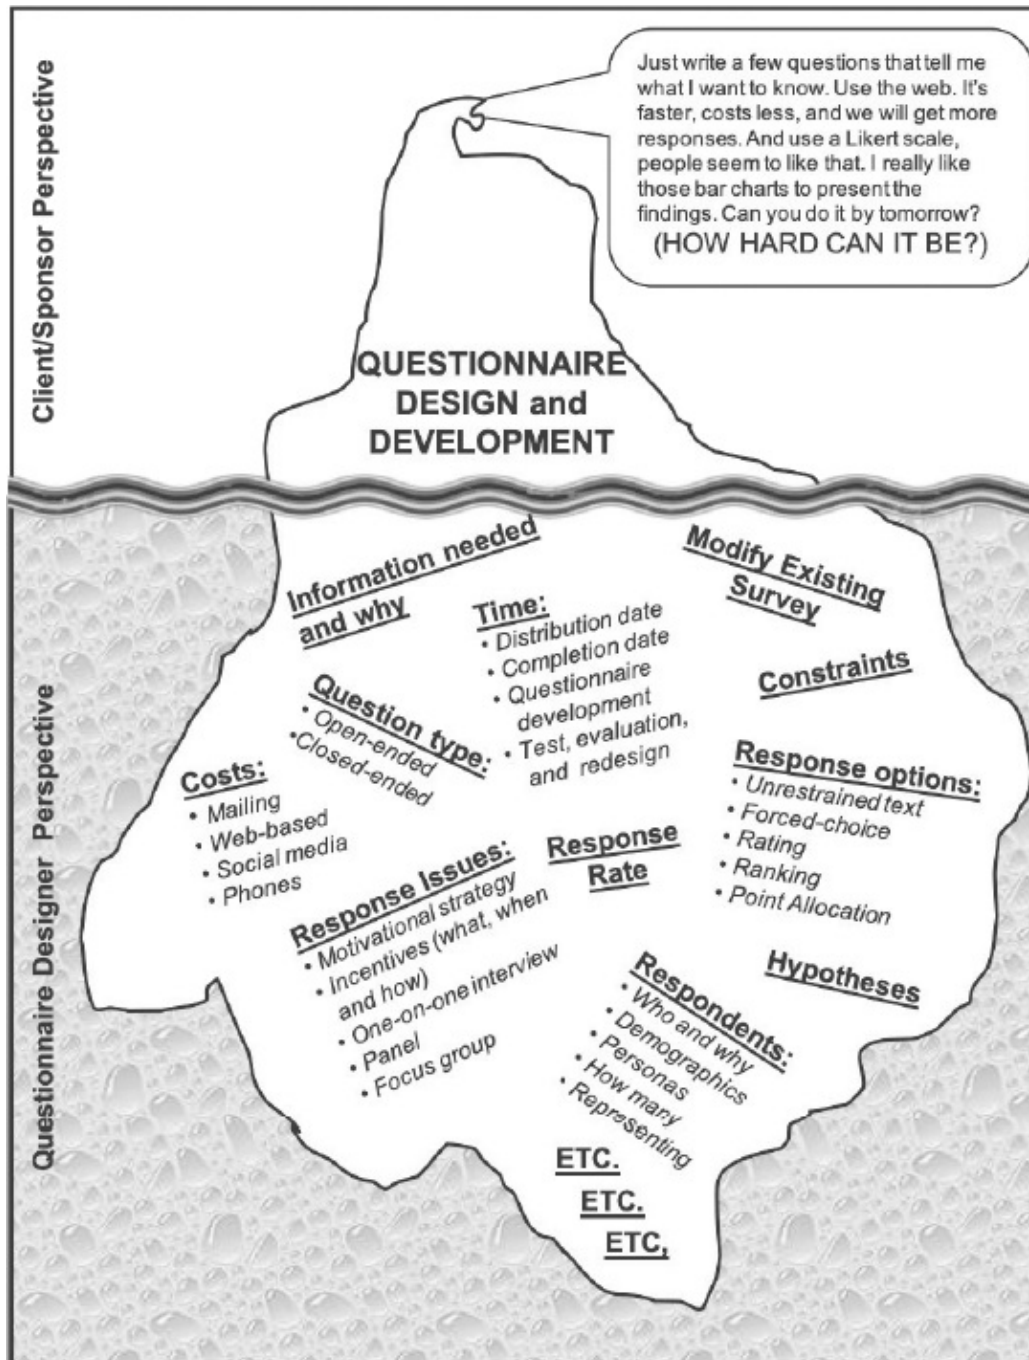 Client/Sponsor Perspective
Just write a few questions that tell me
what I want to know. Use the web. It's
faster, costs less, and we will get more
responses. And use a Likert scale,
people seem to like that. I really like
those bar charts to present the
findings. Can you do it by tomorrow?
(HOW HARD CAN IT BE?)
QUESTIONNAIRE
DESIGN and
DEVELOPMENT
Questionnaire Designer Perspective
Information needed
and why
Modify Existing
Survey
Time:
• Distribution date
• Completion date
• Questionnaire
development
• Test, evaluation,
and redesign
Constraints
Question type:
• Open-ended
•Closed-ended
Costs:
• Mailing
• Web-based
• Social media
• Phones
Response options:
• Unrestrained text
• Forced-choice
• Rating
• Ranking
• Point Allocation
Response
Rate
Response Issues:
• Motivational strategy
• Incentives (what, when
and how)
• One-on-one interview
• Panel
• Focus group
Hypotheses
Respondents:
• Who and why
• Demographics
• Personas
• How many
• Representing
ETC.
ETC.
ETC,